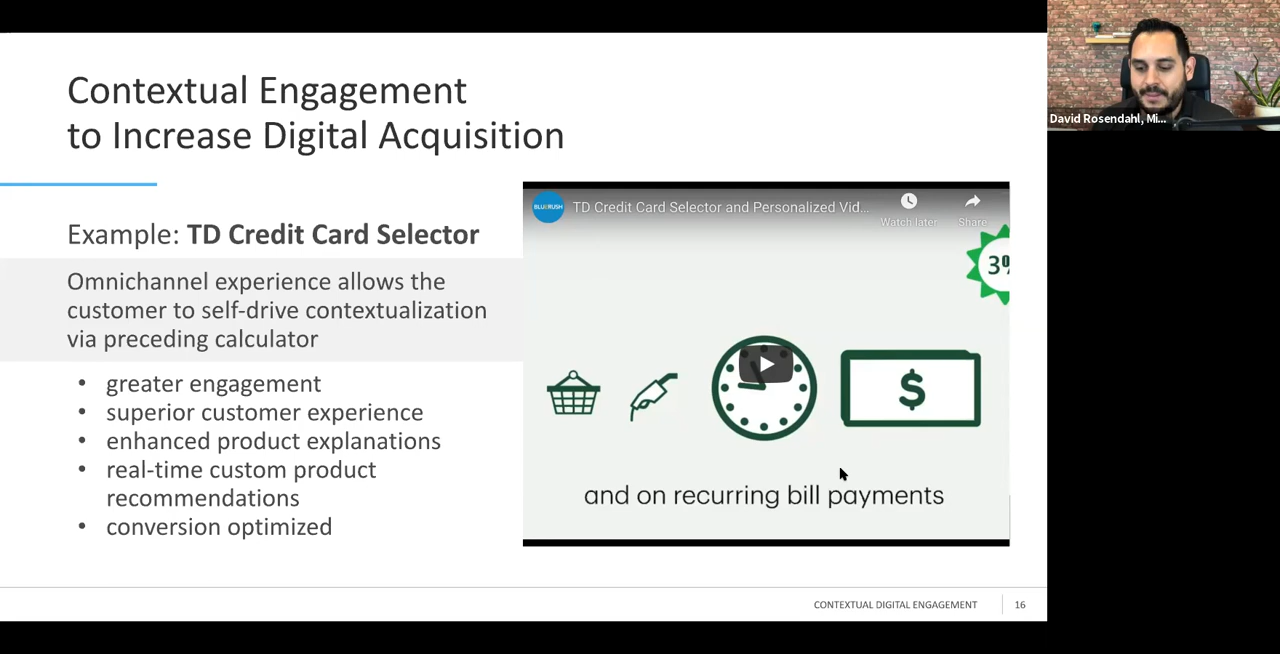 Contextual Engagement
to Increase Digital Acquisition
Example: TD Credit Card Selector
Omnichannel experience allows the
customer to self-drive contextualization
via preceding calculator
• greater engagement
• superior customer experience
• enhanced product explanations
• real-time custom product
recommendations
• conversion optimized
BLUERUSH
TD Credit Card Selector and Personalized Vid...
Watch later
Share
3%
$
and on recurring bill payments
CONTEXTUAL DIGITAL ENGAGEMENT
16
David Rosendahl, Mi...